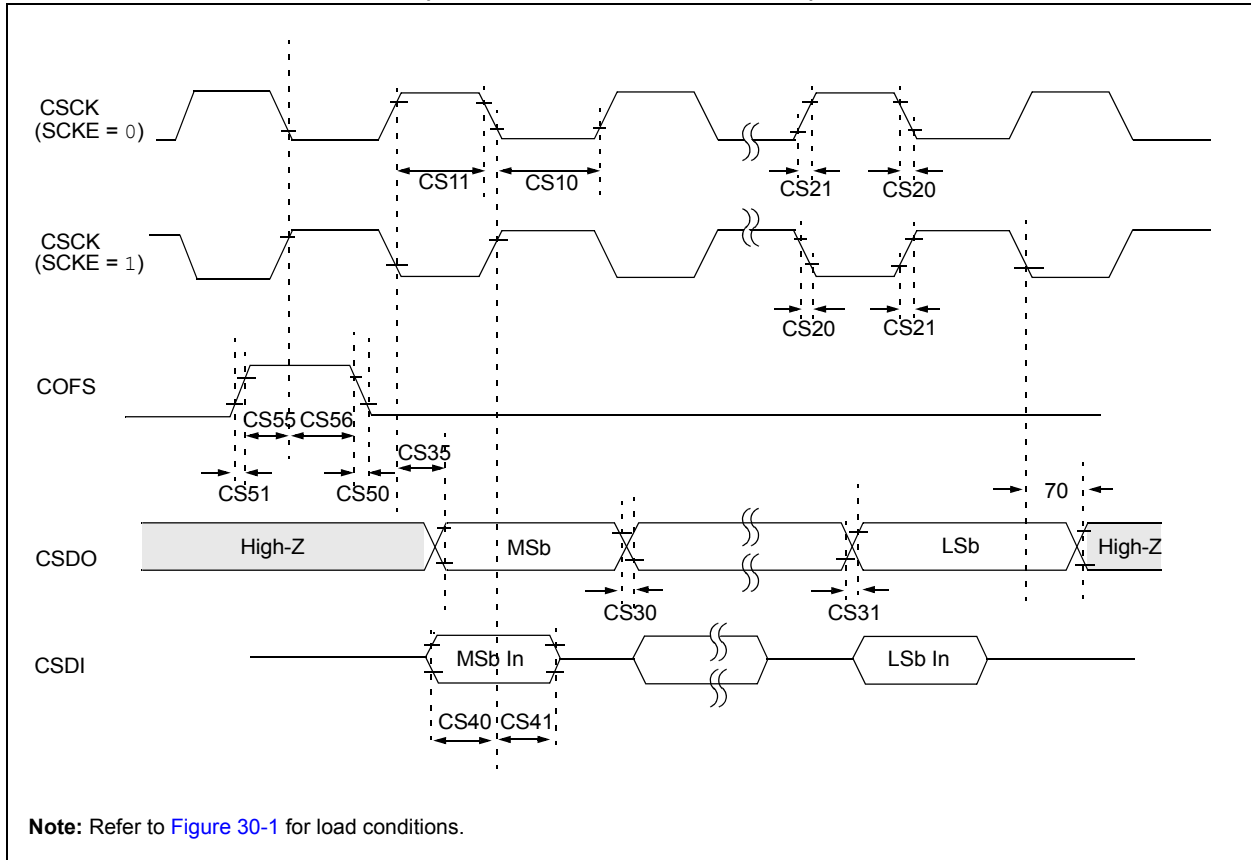 CSCK
(SCKE = 0)
CS11
CS10
CS21
CS20
CSCK
(SCKE = 1)
CS20
CS21
COFS
CS55
CS56
CS35
CS51
CS50
70
CSDO
High-Z
MSb
LSb
High-Z
CS30
CS31
CSDI
MSb In
LSb In
CS40
CS41
Note: Refer to Figure 30-1 for load conditions.